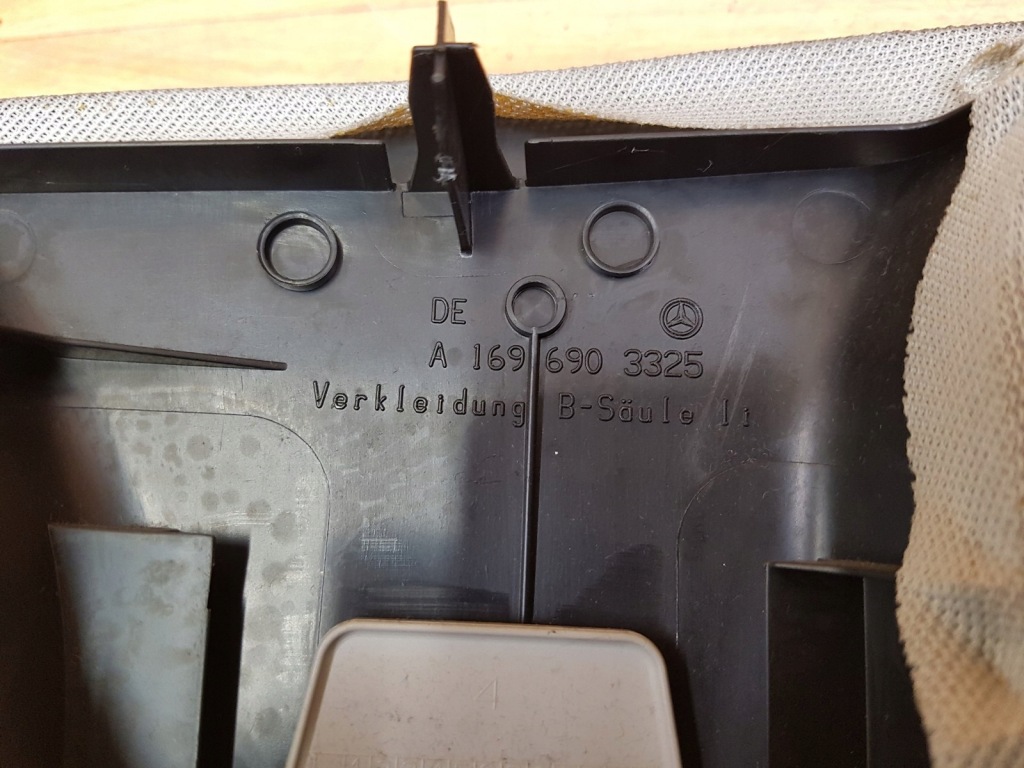 DE
A 169 690 3325
Verkleidung B-Säule li